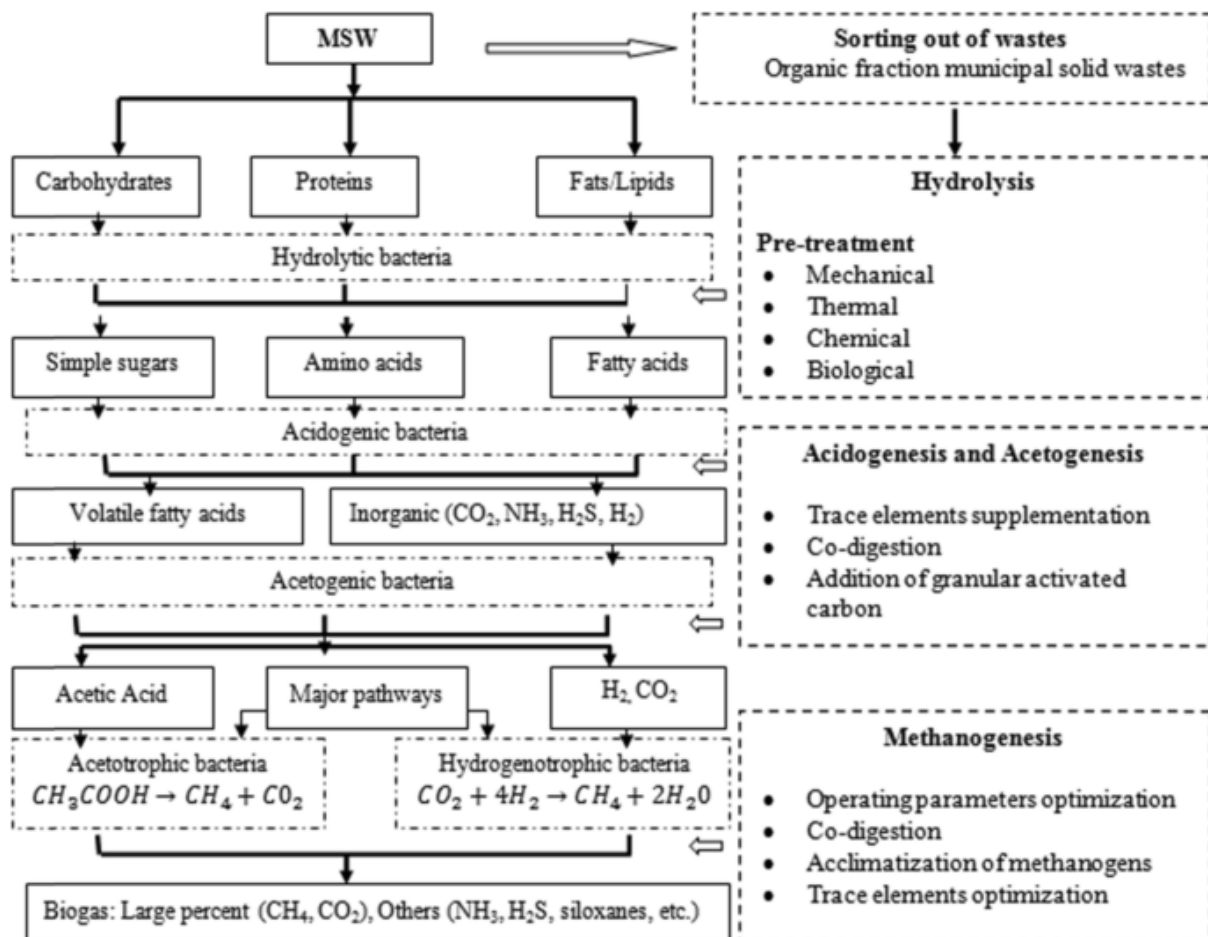 MSW
Sorting out of wastes
Organic fraction municipal solid wastes
Carbohydrates
Proteins
Fats/Lipids
Hydrolytic bacteria
Hydrolysis
Pre-treatment
• Mechanical
• Thermal
• Chemical
• Biological
Simple sugars
Amino acids
Fatty acids
Acidogenic bacteria
Volatile fatty acids
Inorganic (CO₂, NH₃, H₂S, H₂)
Acetogenic bacteria
Acidogenesis and Acetogenesis
• Trace elements supplementation
• Co-digestion
• Addition of granular activated
carbon
Acetic Acid
Major pathways
H₂, CO₂
Acetotrophic bacteria
CH₃COOH → CH₄ + CO₂
Hydrogenotrophic bacteria
CO₂ + 4H₂ → CH₄ + 2H₂O
Methanogenesis
• Operating parameters optimization
• Co-digestion
• Acclimatization of methanogens
• Trace elements optimization
Biogas: Large percent (CH₄, CO₂), Others (NH₃, H₂S, siloxanes, etc.)